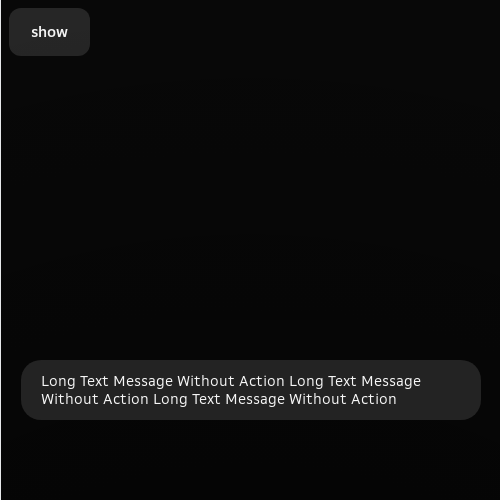 show
Long Text Message Without Action Long Text Message
Without Action Long Text Message Without Action